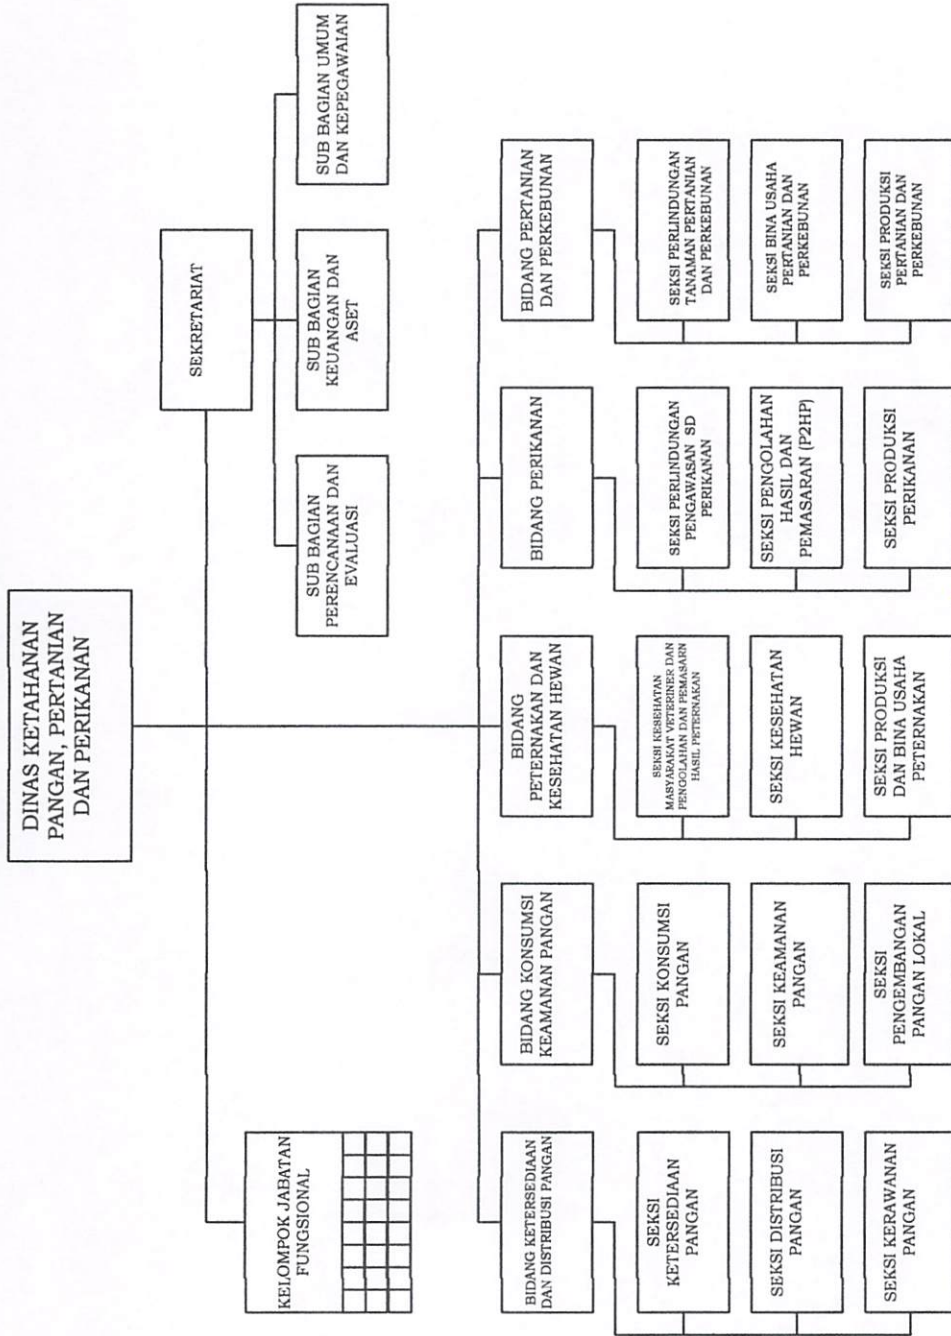 DINAS KETAHANAN
PANGAN, PERTANIAN
DAN PERIKANAN
KELOMPOK JABATAN
FUNGSIONAL
SEKRETARIAT
SUB BAGIAN
PERENCANAAN DAN
EVALUASI
SUB BAGIAN
KEUANGAN DAN
ASET
SUB BAGIAN UMUM
DAN KEPEGAWAIAN
BIDANG KETERSEDIAAN
DAN DISTRIBUSI PANGAN
SEKSI
KETERSEDIAAN
PANGAN
SEKSI DISTRIBUSI
PANGAN
SEKSI KERAWANAN
PANGAN
BIDANG KONSUMSI
KEAMANAN PANGAN
SEKSI KONSUMSI
PANGAN
SEKSI KEAMANAN
PANGAN
SEKSI
PENGEMBANGAN
PANGAN LOKAL
BIDANG
PETERNAKAN DAN
KESEHATAN HEWAN
SEKSI KESEHATAN
MASYARAKAT VETERINER DAN
PENGOLAHAN DAN PEMASARN
HASIL PETERNAKAN
SEKSI KESEHATAN
HEWAN
SEKSI PRODUKSI
DAN BINA USAHA
PETERNAKAN
BIDANG PERIKANAN
SEKSI PERLINDUNGAN
PENGAWASAN SD
PERIKANAN
SEKSI PENGOLAHAN
HASIL DAN
PEMASARAN (P2HP)
SEKSI PRODUKSI
PERIKANAN
BIDANG PERTANIAN
DAN PERKEBUNAN
SEKSI PERLINDUNGAN
TANAMAN PERTANIAN
DAN PERKEBUNAN
SEKSI BINA USAHA
PERTANIAN DAN
PERKEBUNAN
SEKSI PRODUKSI
PERTANIAN DAN
PERKEBUNAN